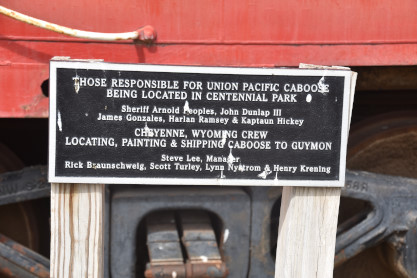 THOSE RESPONSIBLE FOR UNION PACIFIC CABOOSE
BEING LOCATED IN CENTENNIAL PARK
Sheriff Arnold Peoples, John Dunlap III
James Gonzales, Harlan Ramsey & Kaptaun Hickey
CHEYENNE, WYOMING CREW
LOCATING, PAINTING & SHIPPING CABOOSE TO GUYMON
Steve Lee, Manager
Rick Braunschweig, Scott Turley, Lynn Nystrom & Henry Krening